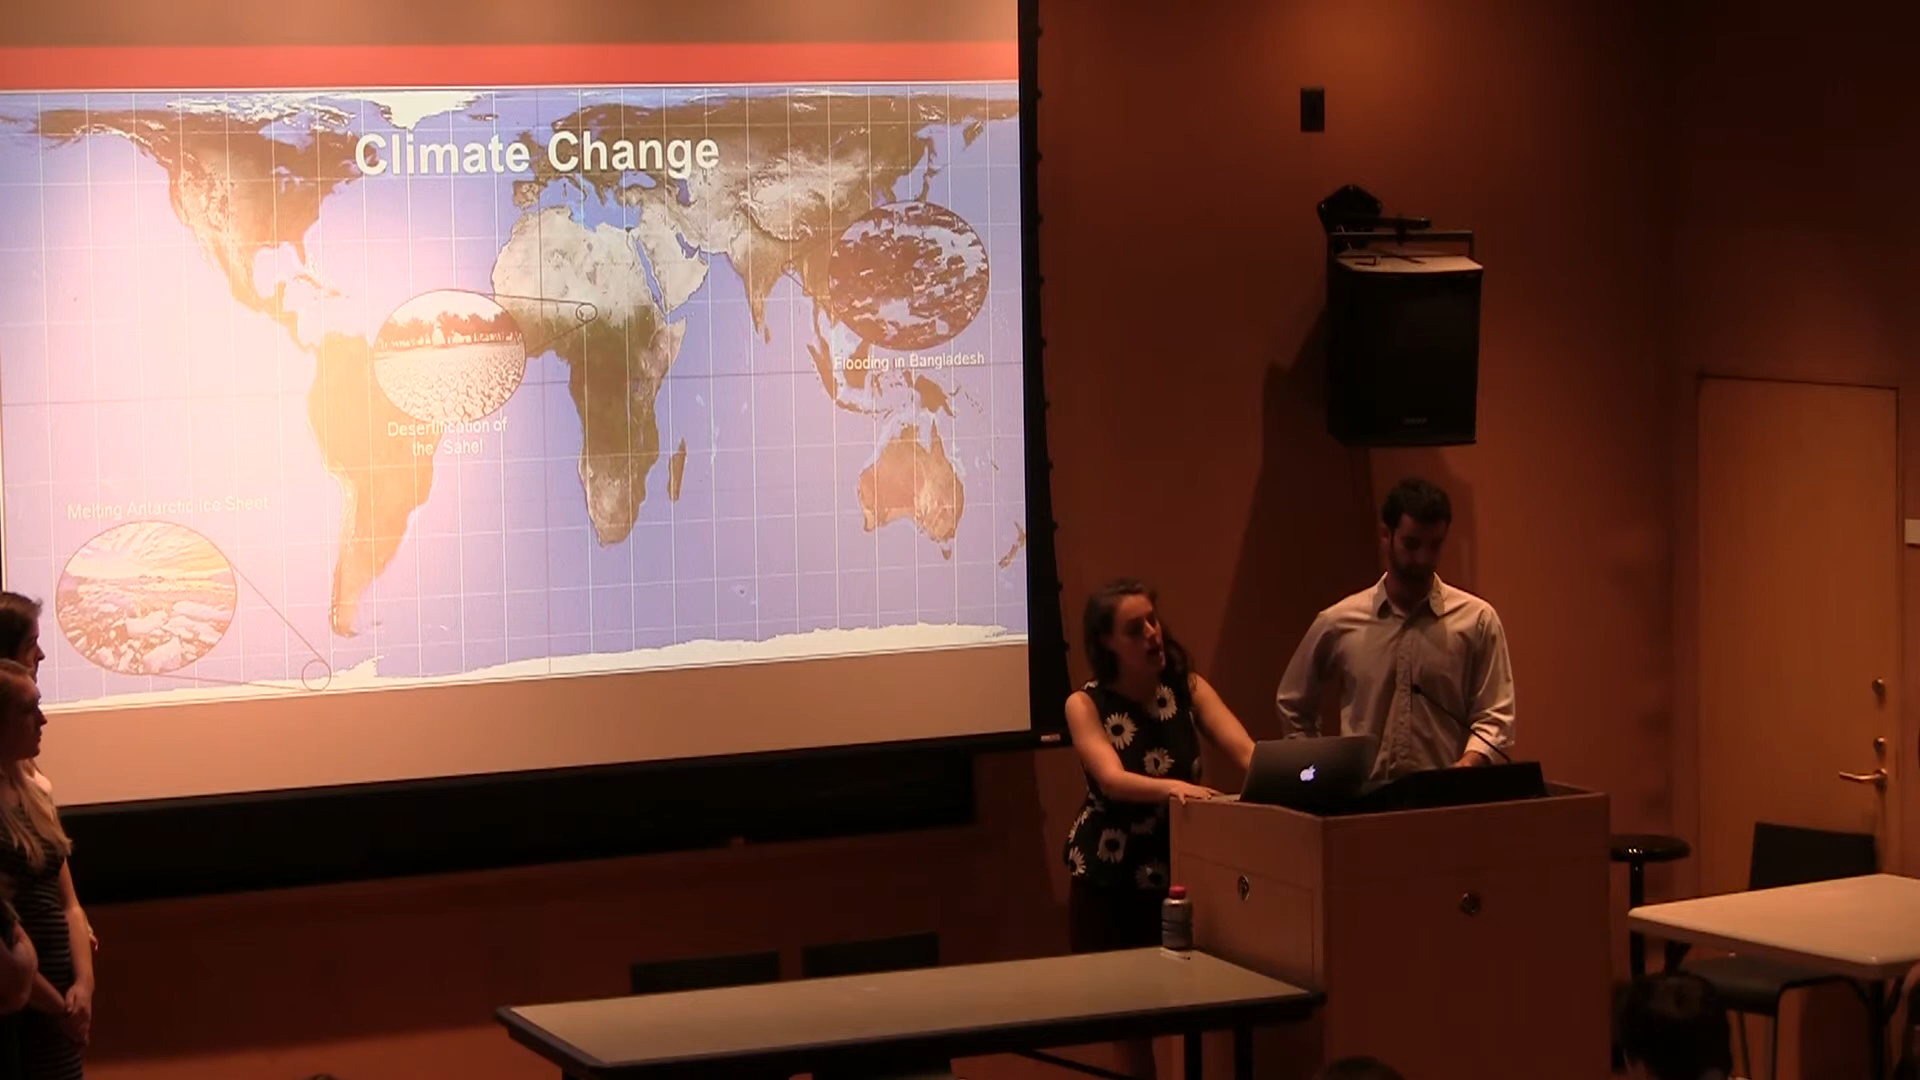 Climate Change
Flooding in Bangladesh
Desertification of
the Sahel
Melting Antarctic Ice Sheet